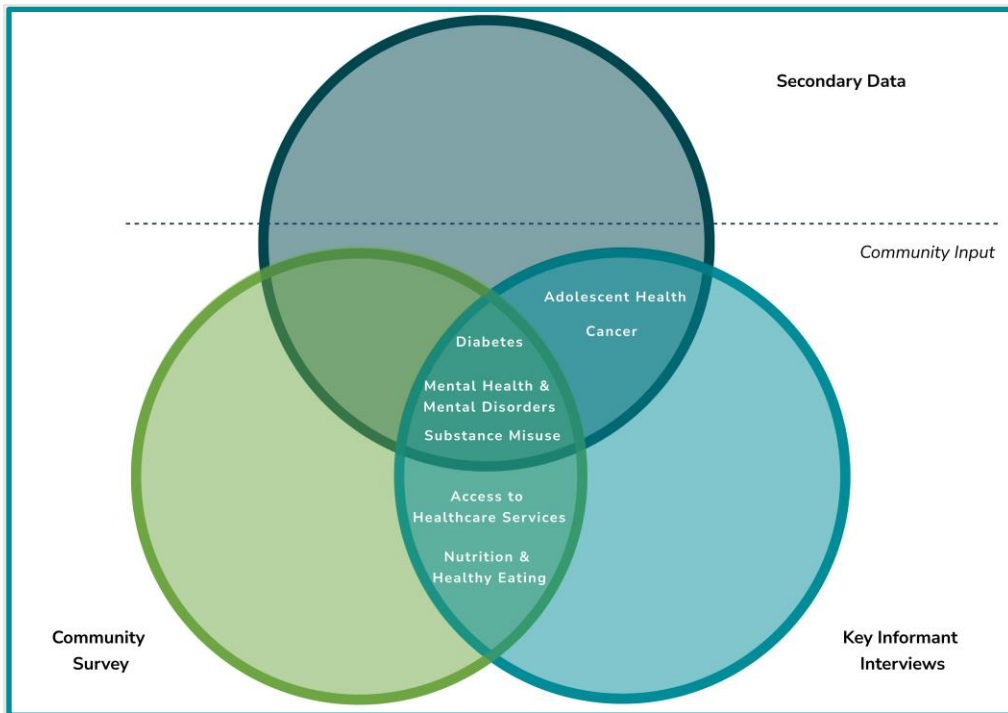 Secondary Data
Community Input
Adolescent Health
Cancer
Diabetes
Mental Health &
Mental Disorders
Substance Misuse
Access to
Healthcare Services
Nutrition &
Healthy Eating
Community
Survey
Key Informant
Interviews